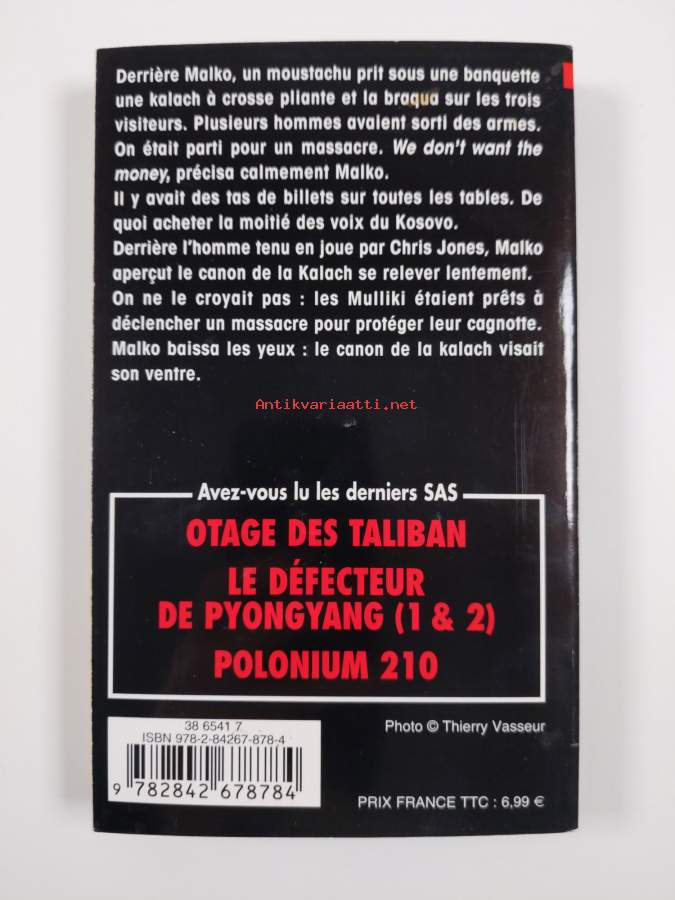 Derrière Malko, un moustachu prit sous une banquette
une kalach à crosse pliante et la braqua sur les trois
visiteurs. Plusieurs hommes avaient sorti des armes.
On était parti pour un massacre. We don't want the
money, précisa calmement Malko.
Il y avait des tas de billets sur toutes les tables. De
quoi acheter la moitié des voix du Kosovo.
Derrière l'homme tenu en joue par Chris Jones, Malko
aperçut le canon de la Kalach se relever lentement.
On ne le croyait pas : les Mulliki étaient prêts à
déclencher un massacre pour protéger leur cagnotte.
Malko baissa les yeux : le canon de la kalach visait
son ventre.
Antikvariaatti.net
Avez-vous lu les derniers SAS
OTAGE DES TALIBAN
LE DÉFECTEUR
DE PYONGYANG (1 & 2)
POLONIUM 210
38 6541 7
ISBN 978-2-84267-878-4
9 782842 678784
Photo © Thierry Vasseur
PRIX FRANCE TTC : 6,99 €